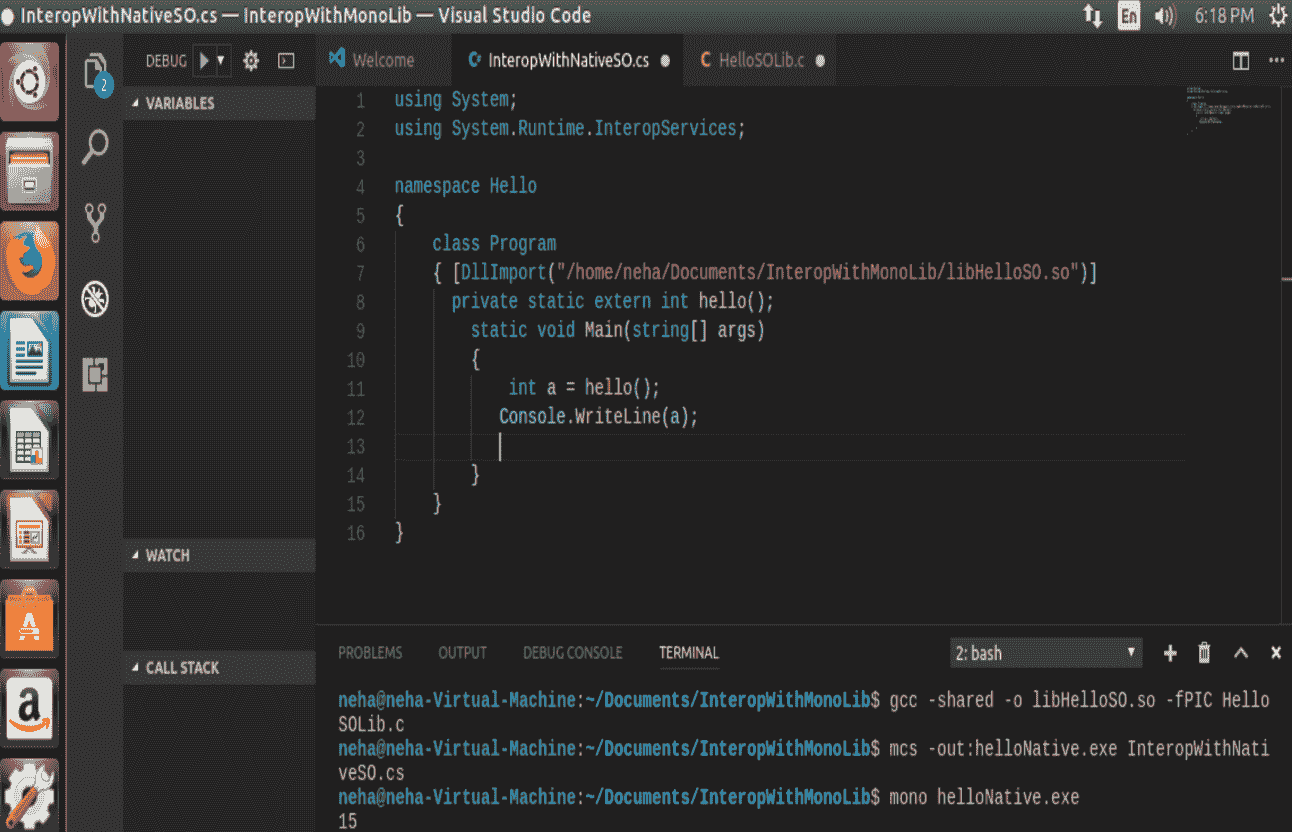 InteropWithNativeSO.cs — InteropWithMonoLib — Visual Studio Code
En
6:18 PM
2
DEBUG
Welcome
InteropWithNativeSO.cs
C HelloSOLib.c
VARIABLES
1 using System;
2 using System.Runtime.InteropServices;
3
4 namespace Hello
5 {
6 class Program
7 { [DllImport("/home/neha/Documents/InteropWithMonoLib/libHelloSO.so")]
8 private static extern int hello();
9 static void Main(string[] args)
10 {
11 int a = hello();
12 Console.WriteLine(a);
13
14 }
15 }
16 }
WATCH
CALL STACK
PROBLEMS OUTPUT DEBUG CONSOLE TERMINAL
2: bash
neha@neha-Virtual-Machine:~/Documents/InteropWithMonoLib$ gcc -shared -o libHelloSO.so -fPIC Hello
SOLib.c
neha@neha-Virtual-Machine:~/Documents/InteropWithMonoLib$ mcs -out:helloNative.exe InteropWithNati
veSO.cs
neha@neha-Virtual-Machine:~/Documents/InteropWithMonoLib$ mono helloNative.exe
15